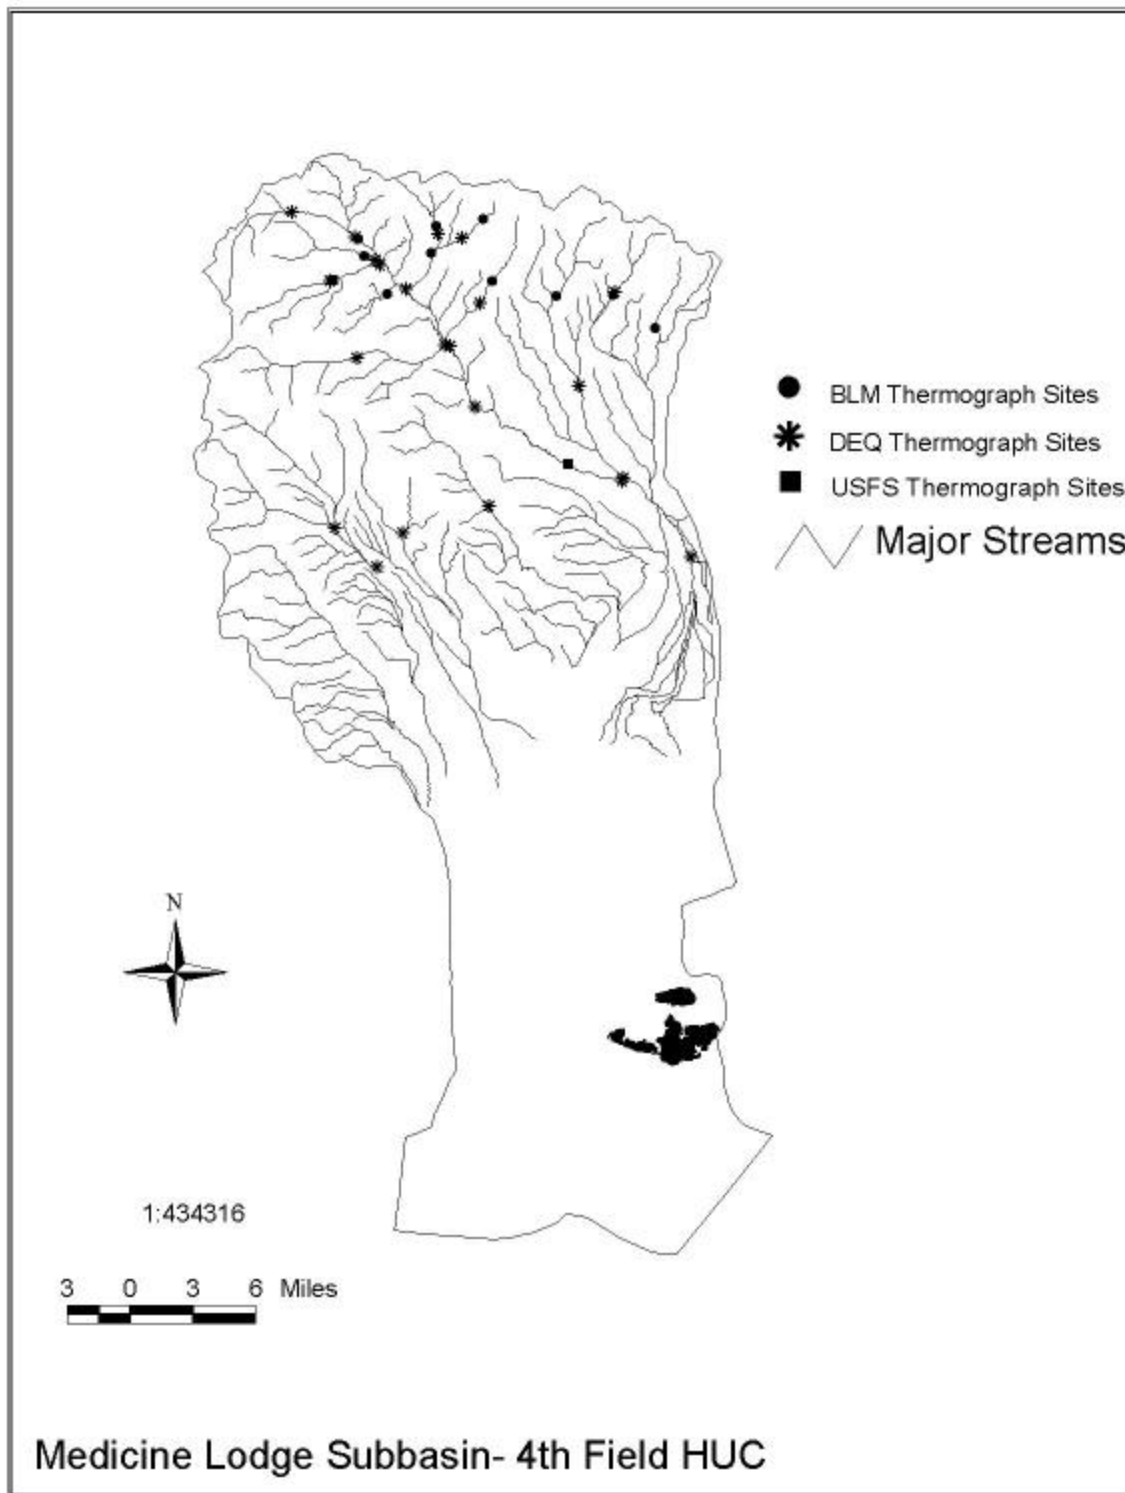 BLM Thermograph Sites
DEQ Thermograph Sites
USFS Thermograph Sites
Major Streams
N
1:434316
3 0 3 6 Miles
Medicine Lodge Subbasin- 4th Field HUC